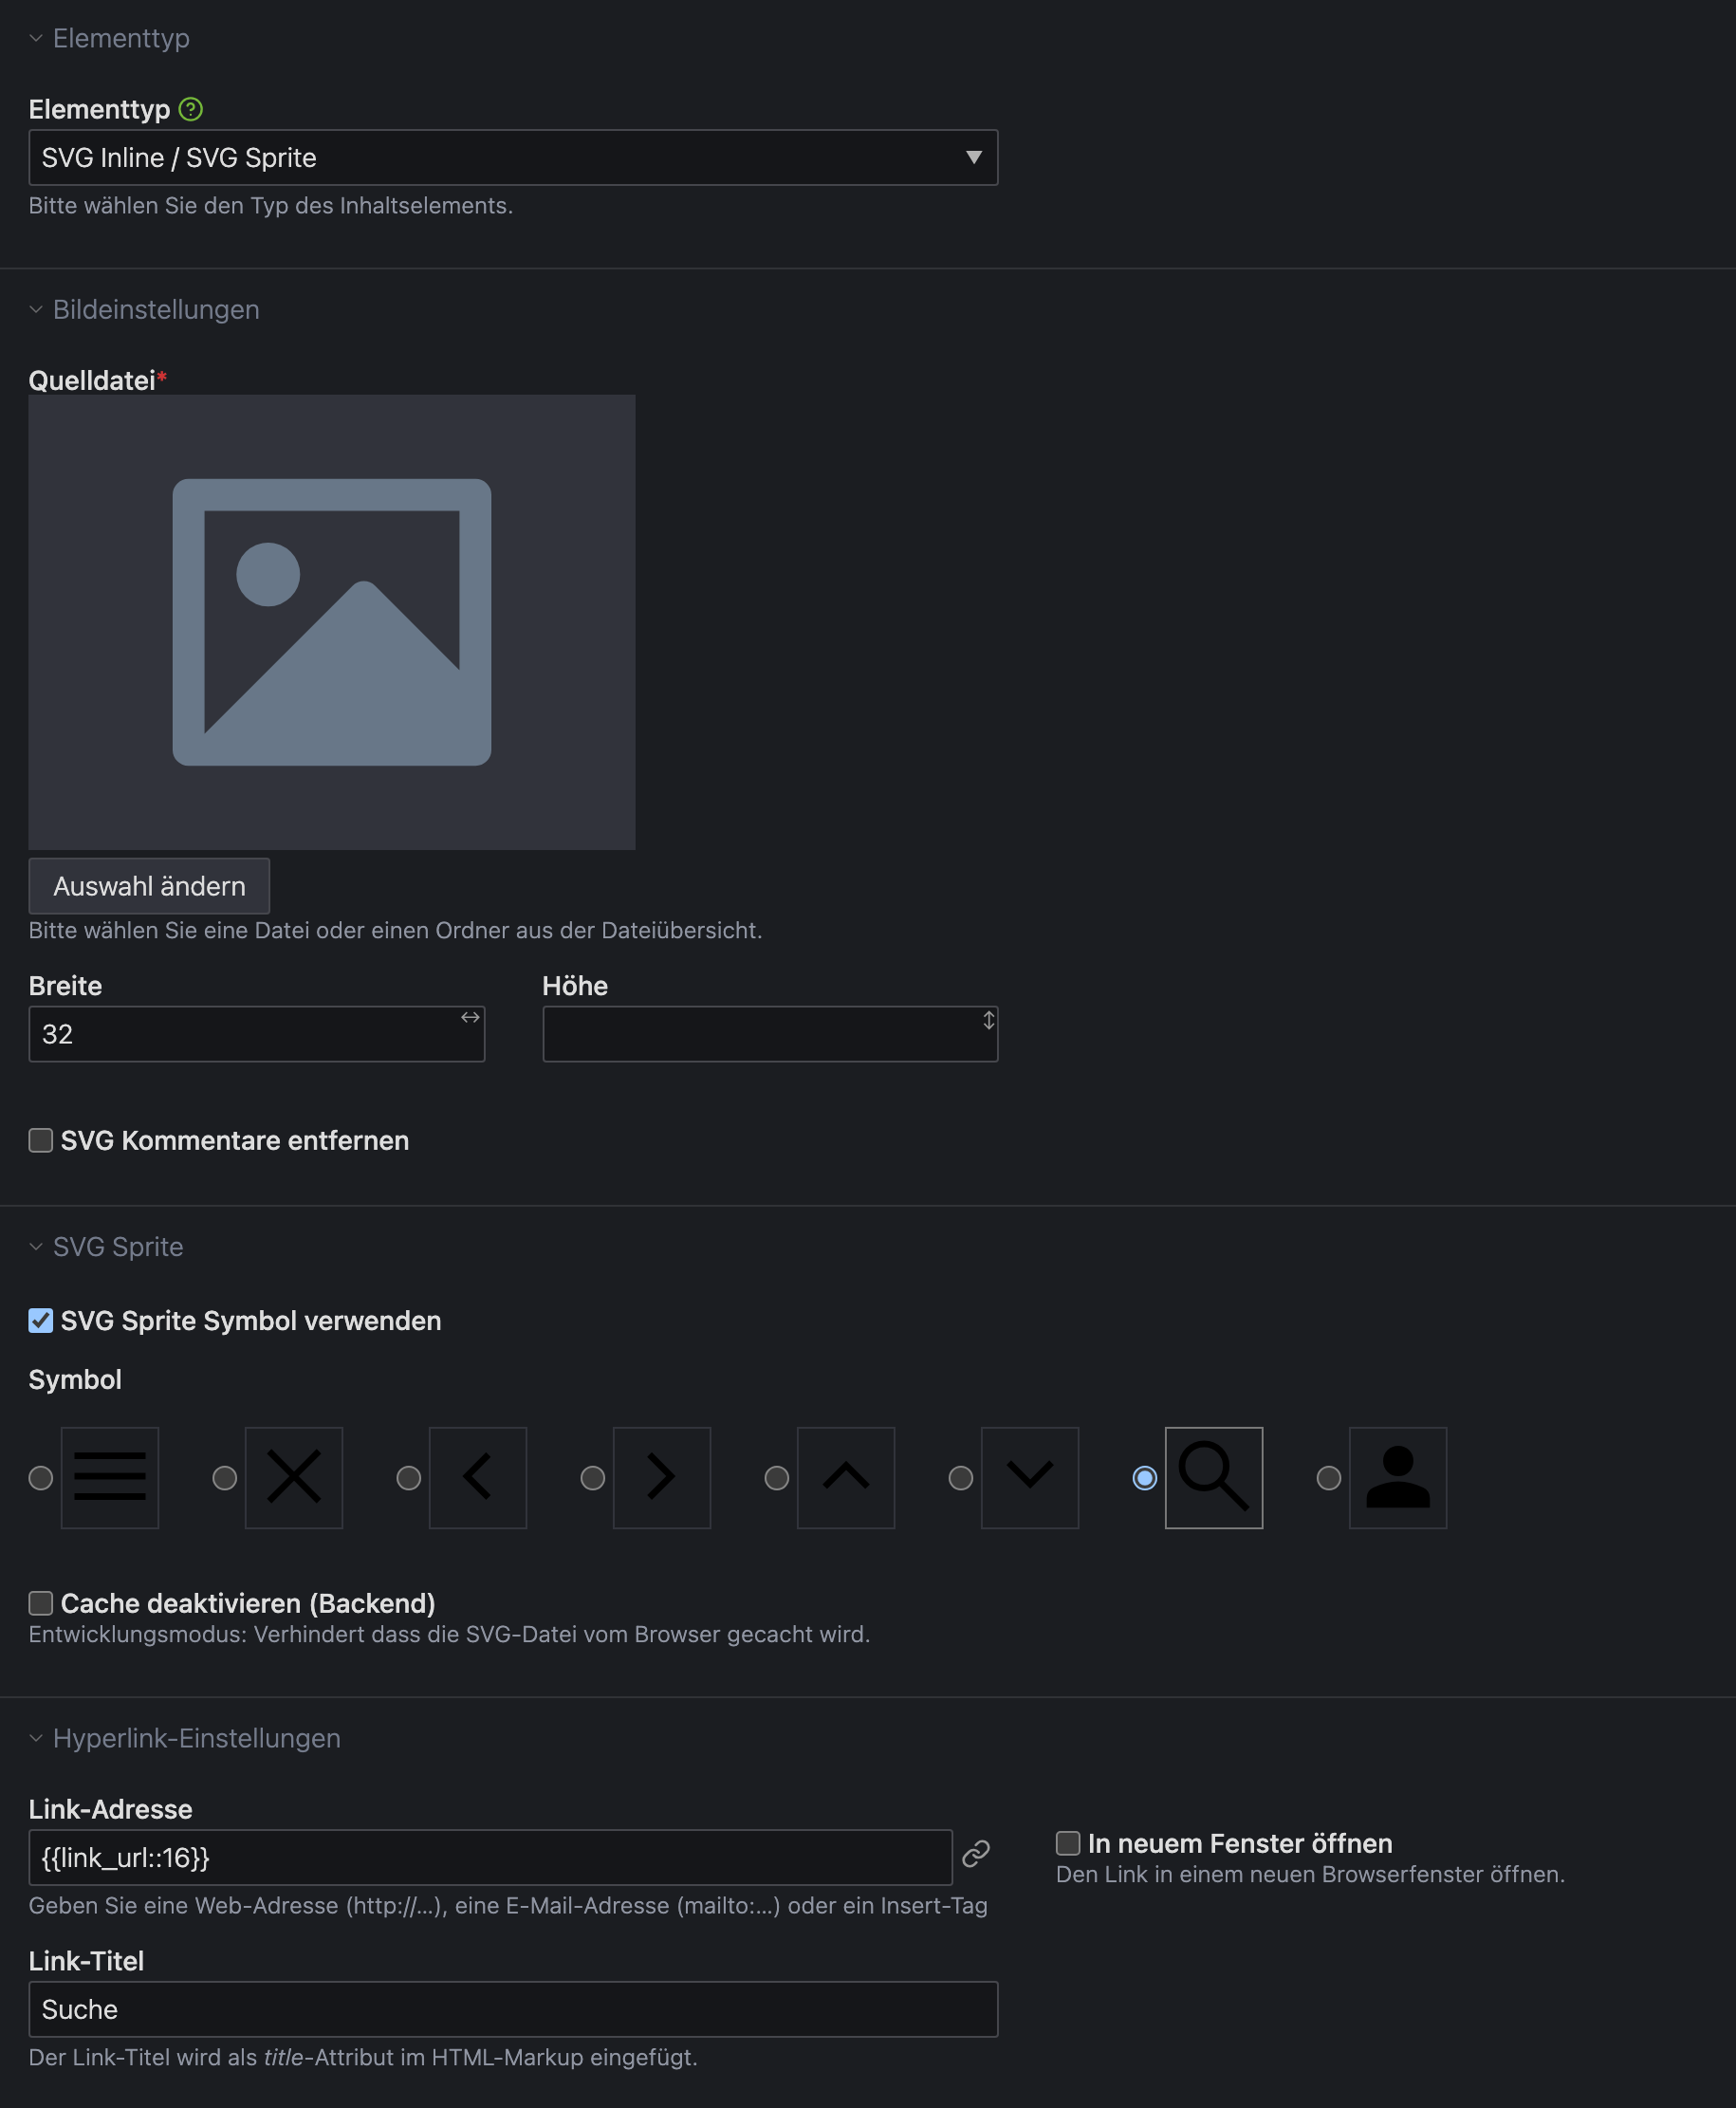 Elementtyp
Elementtyp
SVG Inline / SVG Sprite
Bitte wählen Sie den Typ des Inhaltselements.
Bildeinstellungen
Quelldatei*
Auswahl ändern
Bitte wählen Sie eine Datei oder einen Ordner aus der Dateiübersicht.
Breite
Höhe
32
SVG Kommentare entfernen
SVG Sprite
SVG Sprite Symbol verwenden
Symbol
Cache deaktivieren (Backend)
Entwicklungsmodus: Verhindert dass die SVG-Datei vom Browser gecacht wird.
Hyperlink-Einstellungen
Link-Adresse
{{link_url::16}}
Geben Sie eine Web-Adresse (http://…), eine E-Mail-Adresse (mailto:…) oder ein Insert-Tag
In neuem Fenster öffnen
Den Link in einem neuen Browserfenster öffnen.
Link-Titel
Suche
Der Link-Titel wird als title-Attribut im HTML-Markup eingefügt.